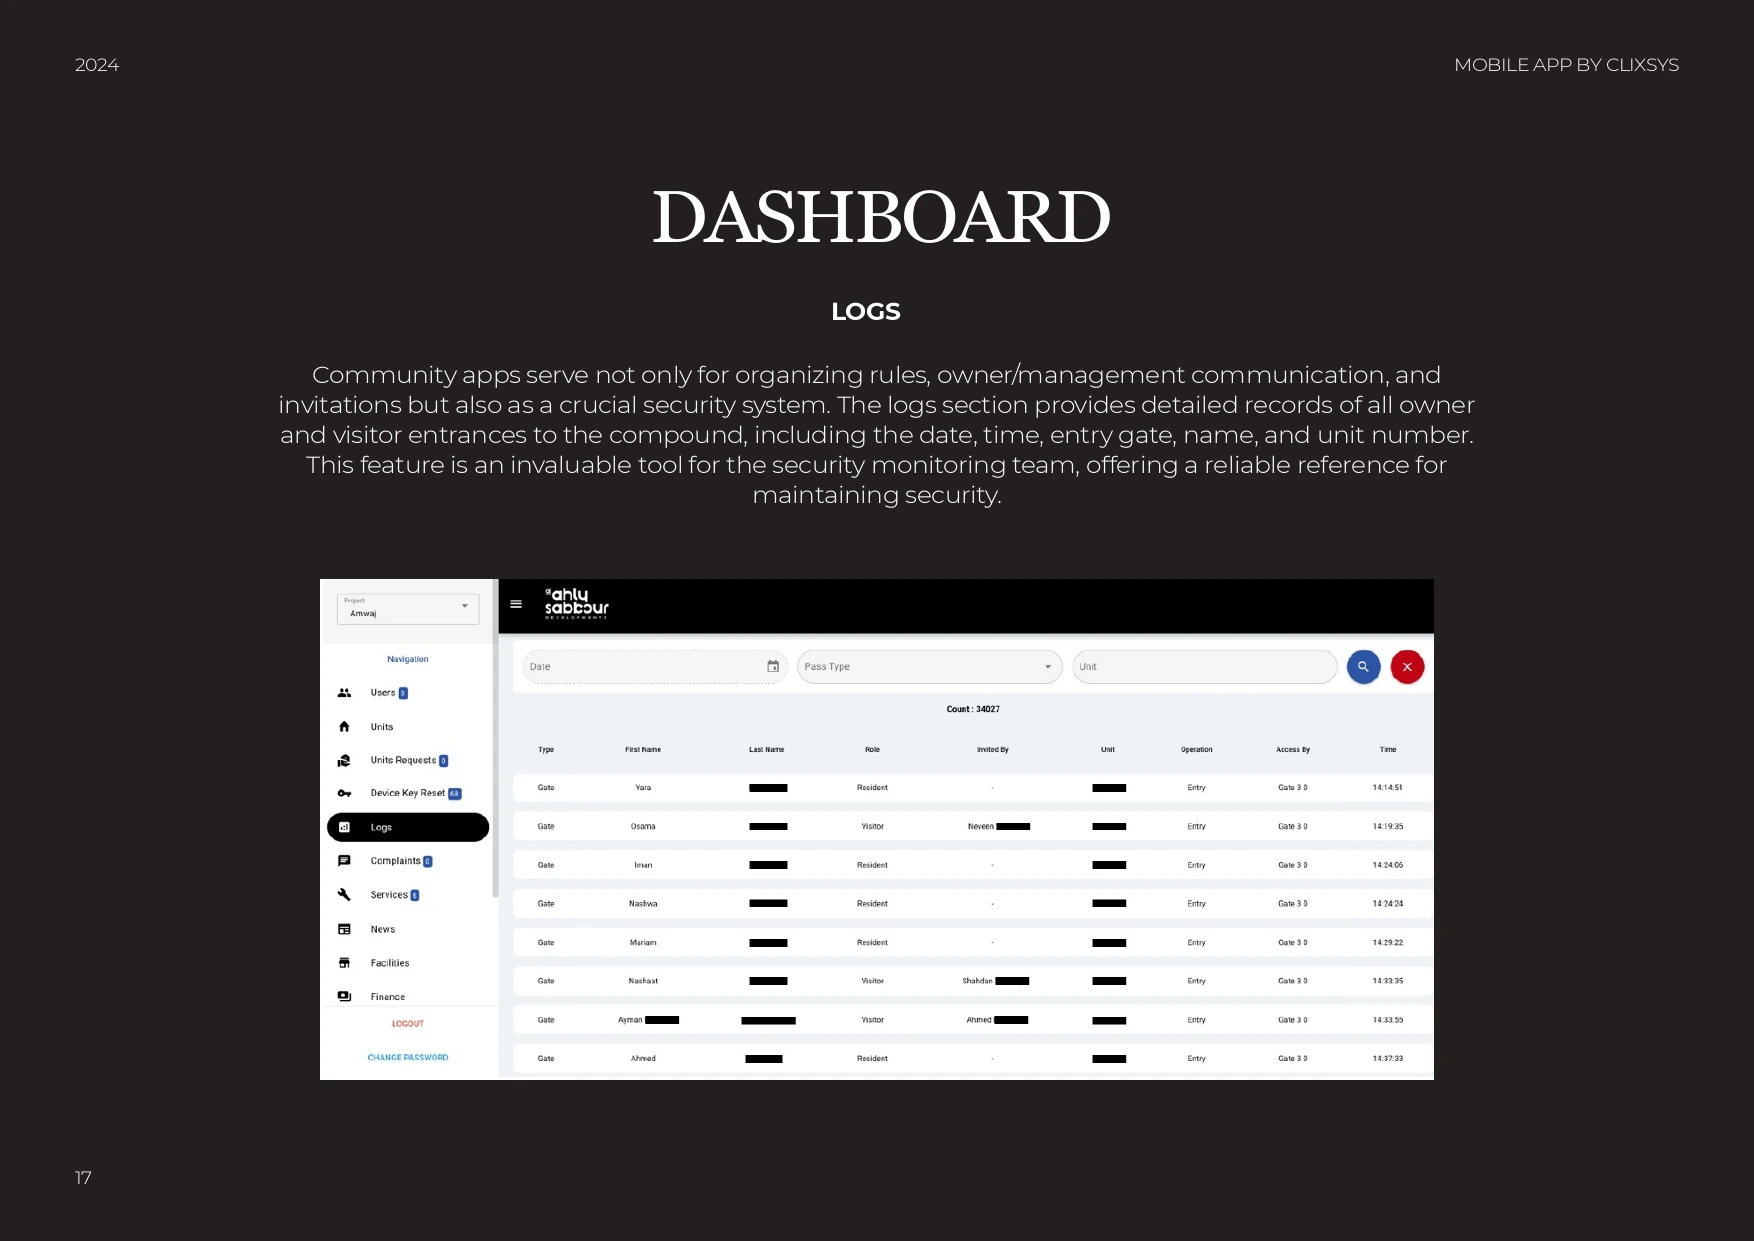 2024
MOBILE APP BY CLIXSYS
DASHBOARD
LOGS
Community apps serve not only for organizing rules, owner/management communication, and
invitations but also as a crucial security system. The logs section provides detailed records of all owner
and visitor entrances to the compound, including the date, time, entry gate, name, and unit number.
This feature is an invaluable tool for the security monitoring team, offering a reliable reference for
maintaining security.
Project
Amwaj
Navigation
Users 3
Units
Units Requests 0
Device Key Reset 64
Logs
Complaints 0
Services 6
News
Facilities
Finance
LOGOUT
CHANGE PASSWORD
al ahly
sabbour
DEVELOPMENTS
Date Pass Type Unit
Count : 34027
Type First Name Last Name Role Invited By Unit Operation Access By Time
Gate Yara Resident - Entry Gate 3 0 14:14:51
Gate Osama Visitor Neveen Entry Gate 3 0 14:19:35
Gate Iman Resident - Entry Gate 3 0 14:24:06
Gate Nashwa Resident - Entry Gate 3 0 14:24:24
Gate Mariam Resident - Entry Gate 3 0 14:29:22
Gate Nashaat Visitor Shahdan Entry Gate 3 0 14:33:35
Gate Ayman Visitor Ahmed Entry Gate 3 0 14:33:55
Gate Ahmed Resident - Entry Gate 3 0 14:37:33
17